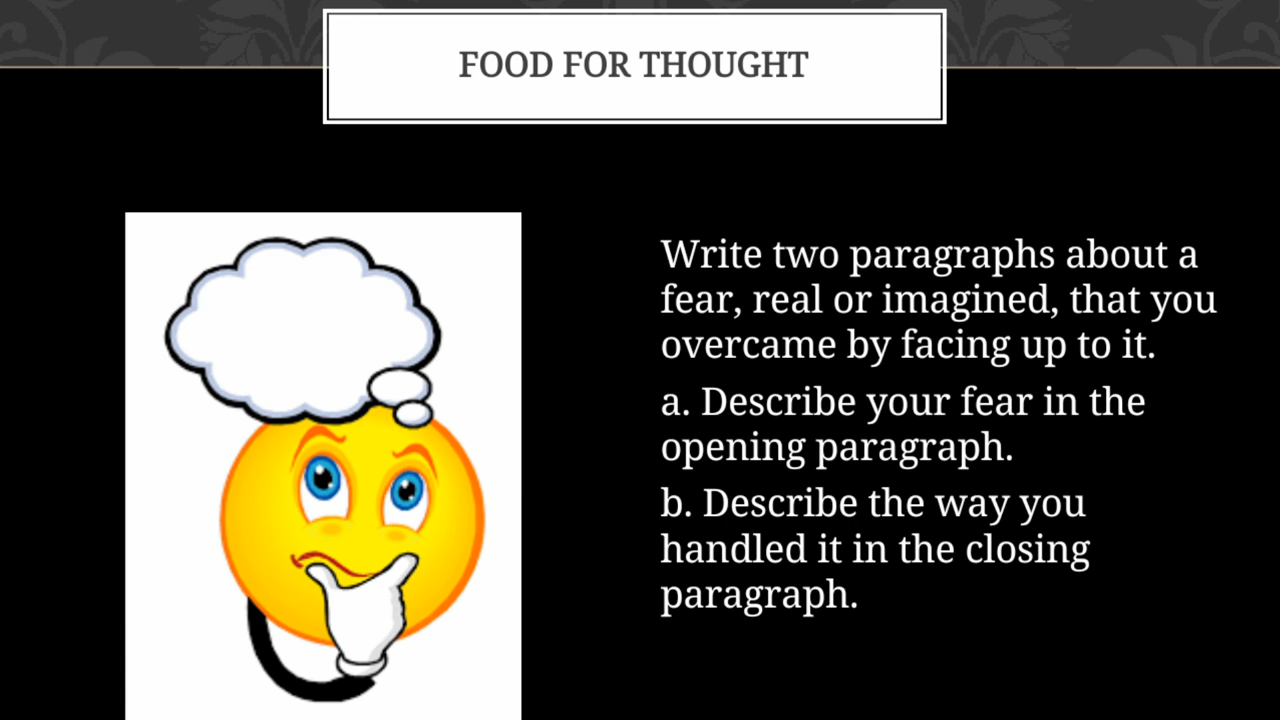 FOOD FOR THOUGHT
Write two paragraphs about a
fear, real or imagined, that you
overcame by facing up to it.
a. Describe your fear in the
opening paragraph.
b. Describe the way you
handled it in the closing
paragraph.